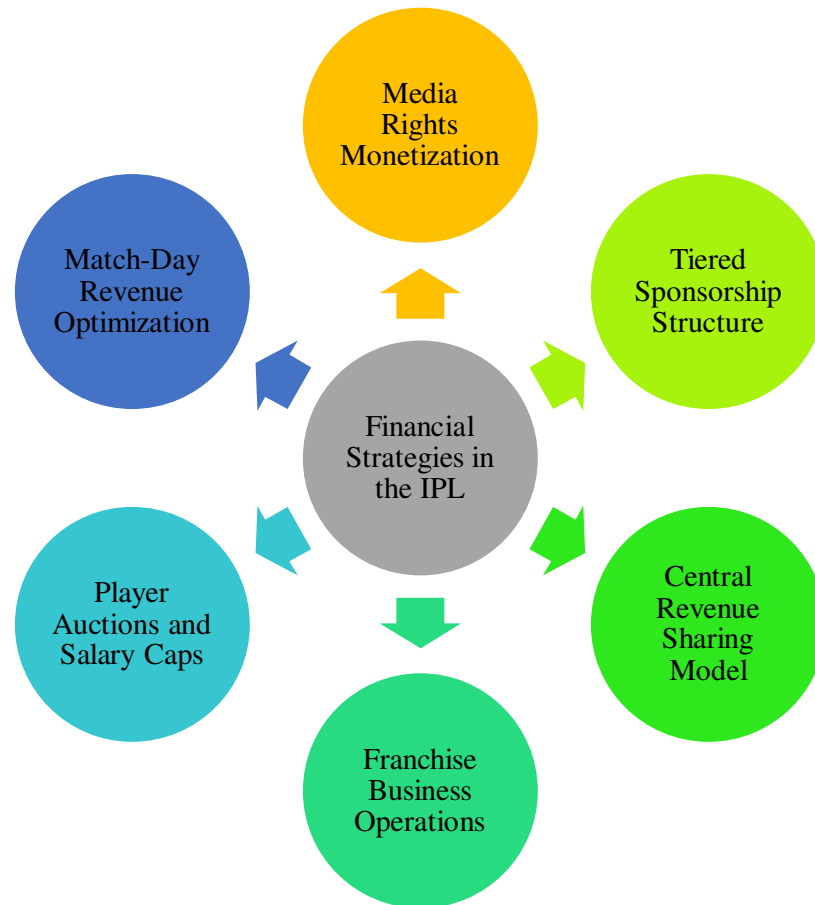 Media
Rights
Monetization
Match-Day
Revenue
Optimization
Tiered
Sponsorship
Structure
Financial
Strategies in
the IPL
Player
Auctions and
Salary Caps
Central
Revenue
Sharing
Model
Franchise
Business
Operations